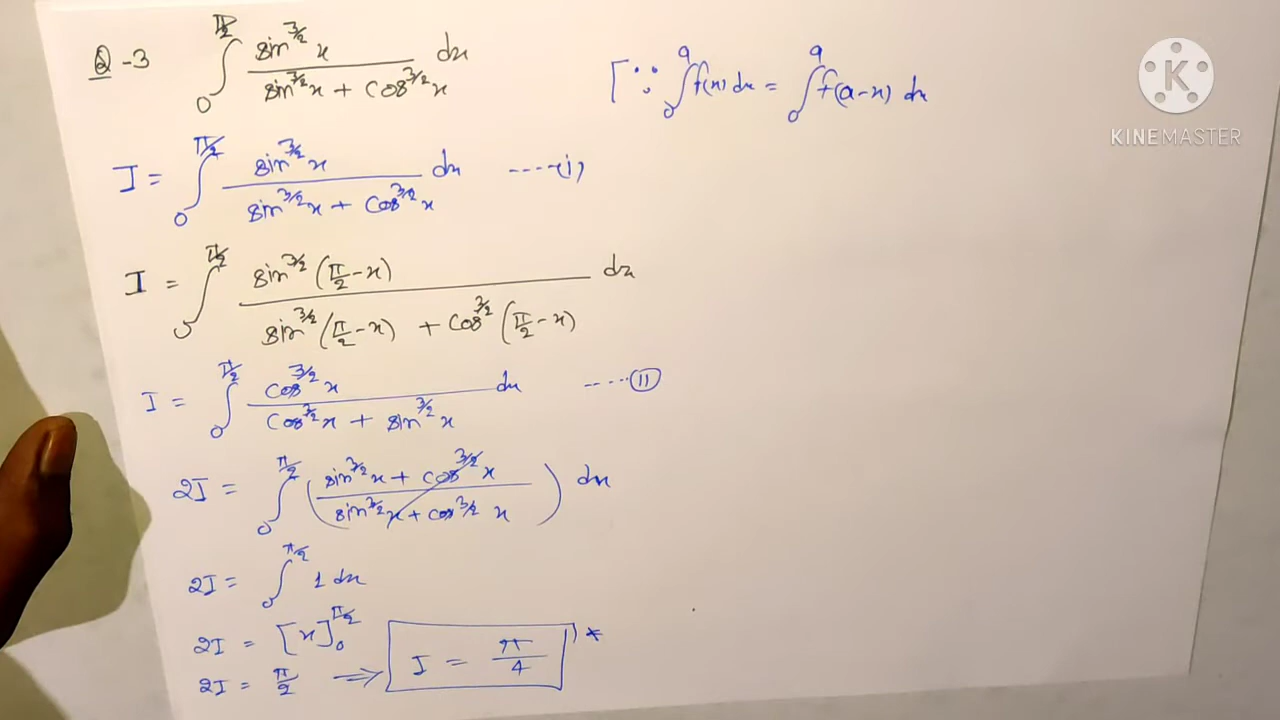 Q-3 ∫₀^{π/2} sin^{3/2}x / (sin^{3/2}x + cos^{3/2}x) dx
[∵ ∫₀^a f(x) dx = ∫₀^a f(a-x) dx
KINEMASTER
I = ∫₀^{π/2} sin^{3/2}x / (sin^{3/2}x + cos^{3/2}x) dx ----(i)
I = ∫₀^{π/2} sin^{3/2}(π/2 - x) / (sin^{3/2}(π/2 - x) + cos^{3/2}(π/2 - x)) dx
I = ∫₀^{π/2} cos^{3/2}x / (cos^{3/2}x + sin^{3/2}x) dx ----(II)
2I = ∫₀^{π/2} ((sin^{3/2}x + cos^{3/2}x) / (sin^{3/2}x + cos^{3/2}x)) dx
2I = ∫₀^{π/2} 1 dx
2I = [x]₀^{π/2}
2I = π/2 ⇒ I = π/4 *